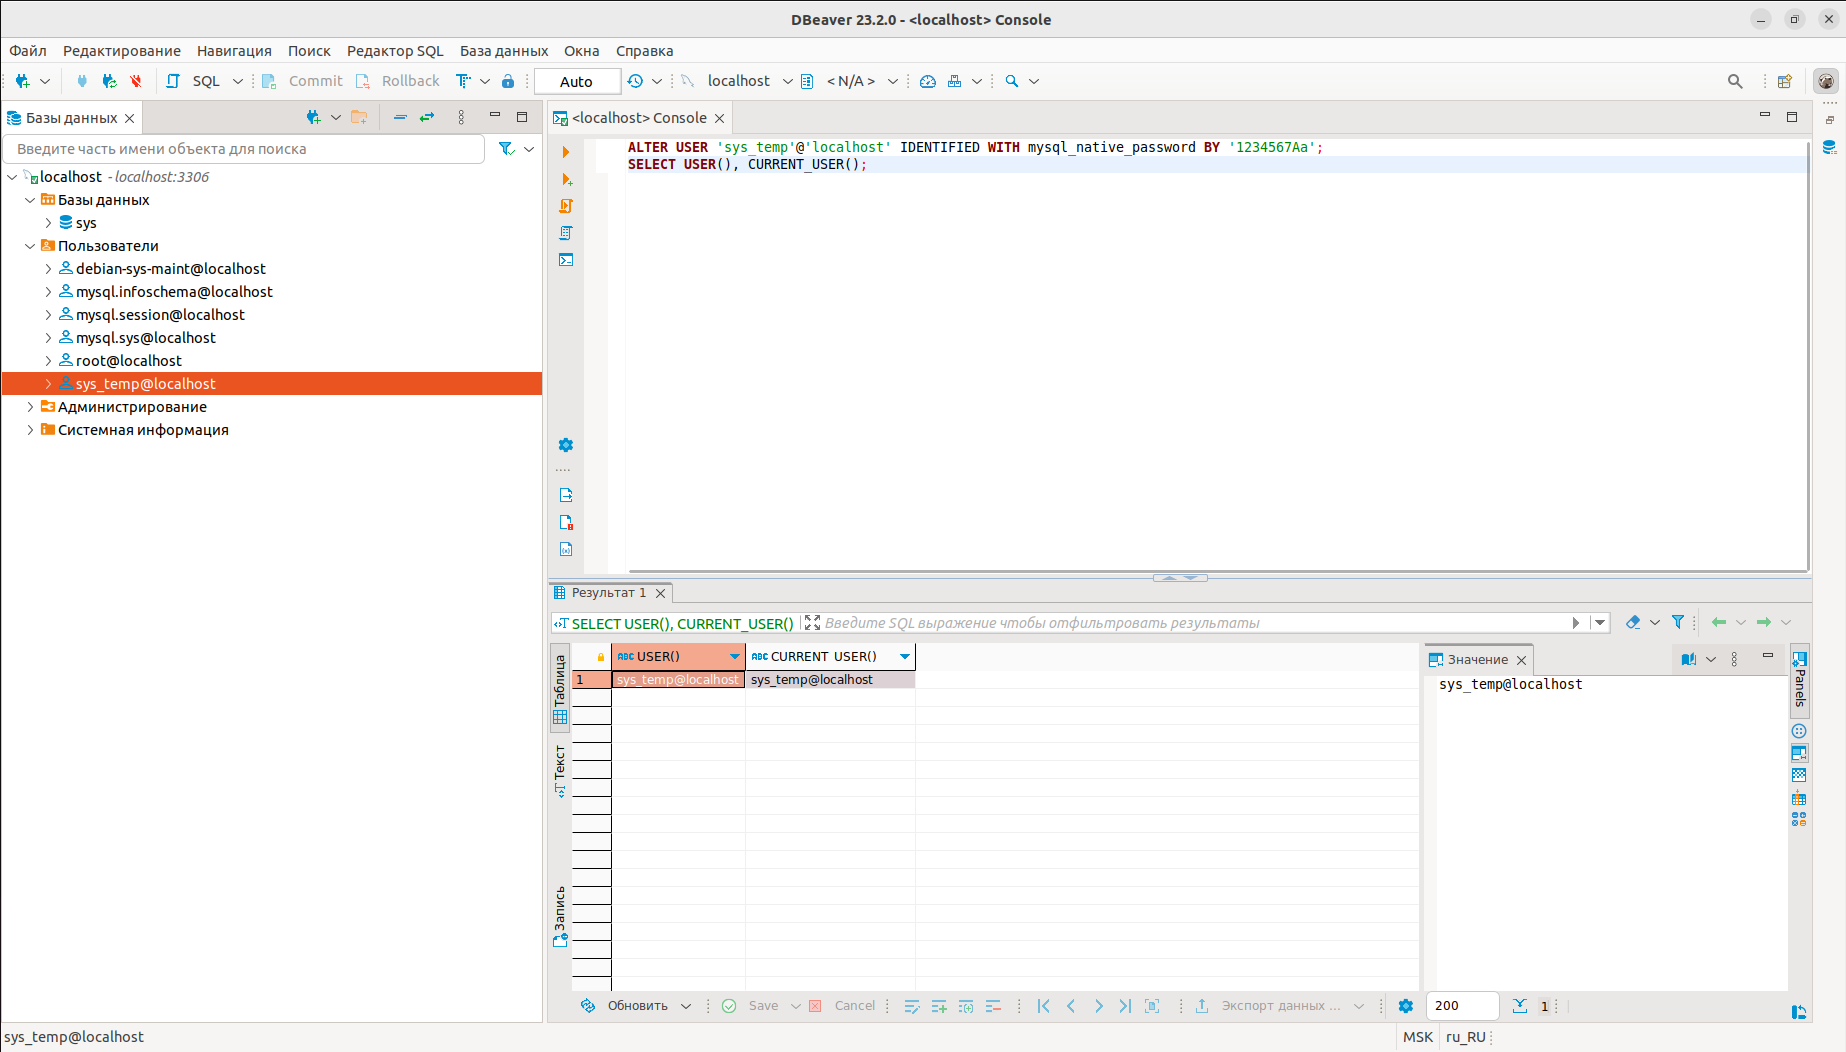 DBeaver 23.2.0 - <localhost> Console
Файл Редактирование Навигация Поиск Редактор SQL База данных Окна Справка
SQL Commit Rollback Auto localhost < N/A >
Базы данных
<localhost> Console
Введите часть имени объекта для поиска
localhost - localhost:3306
Базы данных
sys
Пользователи
debian-sys-maint@localhost
mysql.infoschema@localhost
mysql.session@localhost
mysql.sys@localhost
root@localhost
sys_temp@localhost
Администрирование
Системная информация
ALTER USER 'sys_temp'@'localhost' IDENTIFIED WITH mysql_native_password BY '1234567Aa';
SELECT USER(), CURRENT_USER();
Результат 1
SELECT USER(), CURRENT_USER() Введите SQL выражение чтобы отфильтровать результаты
Таблица
Текст
Запись
ABC USER() ABC CURRENT_USER()
1 sys_temp@localhost sys_temp@localhost
Значение
sys_temp@localhost
Panels
Обновить Save Cancel Экспорт данных ... 200 1
sys_temp@localhost
MSK ru_RU